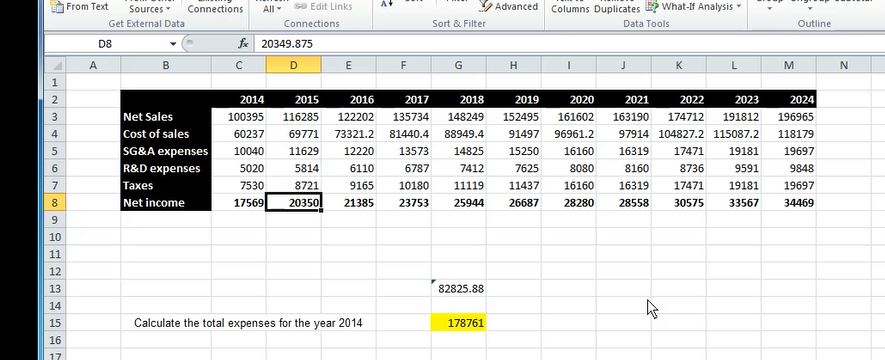 From Text
Sources
Connections
All
Edit Links
Advanced
Text to Columns
Remove Duplicates
What-If Analysis
Get External Data
Connections
Sort & Filter
Data Tools
Outline
D8 fx 20349.875
A B C D E F G H I J K L M N
1
2 2014 2015 2016 2017 2018 2019 2020 2021 2022 2023 2024
3 Net Sales 100395 116285 122202 135734 148249 152495 161602 163190 174712 191812 196965
4 Cost of sales 60237 69771 73321.2 81440.4 88949.4 91497 96961.2 97914 104827.2 115087.2 118179
5 SG&A expenses 10040 11629 12220 13573 14825 15250 16160 16319 17471 19181 19697
6 R&D expenses 5020 5814 6110 6787 7412 7625 8080 8160 8736 9591 9848
7 Taxes 7530 8721 9165 10180 11119 11437 16160 16319 17471 19181 19697
8 Net income 17569 20350 21385 23753 25944 26687 28280 28558 30575 33567 34469
9
10
11
12
13 82825.88
14
15 Calculate the total expenses for the year 2014 178761
16
17